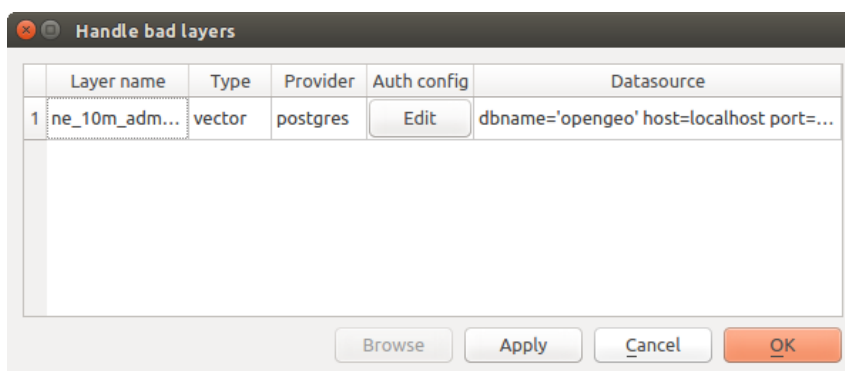 Handle bad layers
Layer name Type Provider Auth config Datasource
1 ne_10m_adm... vector postgres Edit dbname='opengeo' host=localhost port=...
Browse Apply Cancel OK